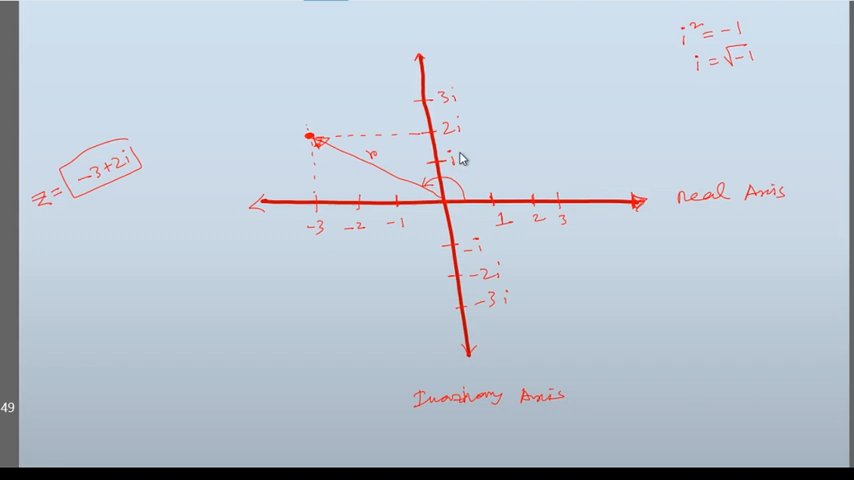 i² = -1
i = √-1
3i
2i
i
z = -3+2i
r
Real Axis
-3 -2 -1 1 2 3
-i
-2i
-3i
49
Axis